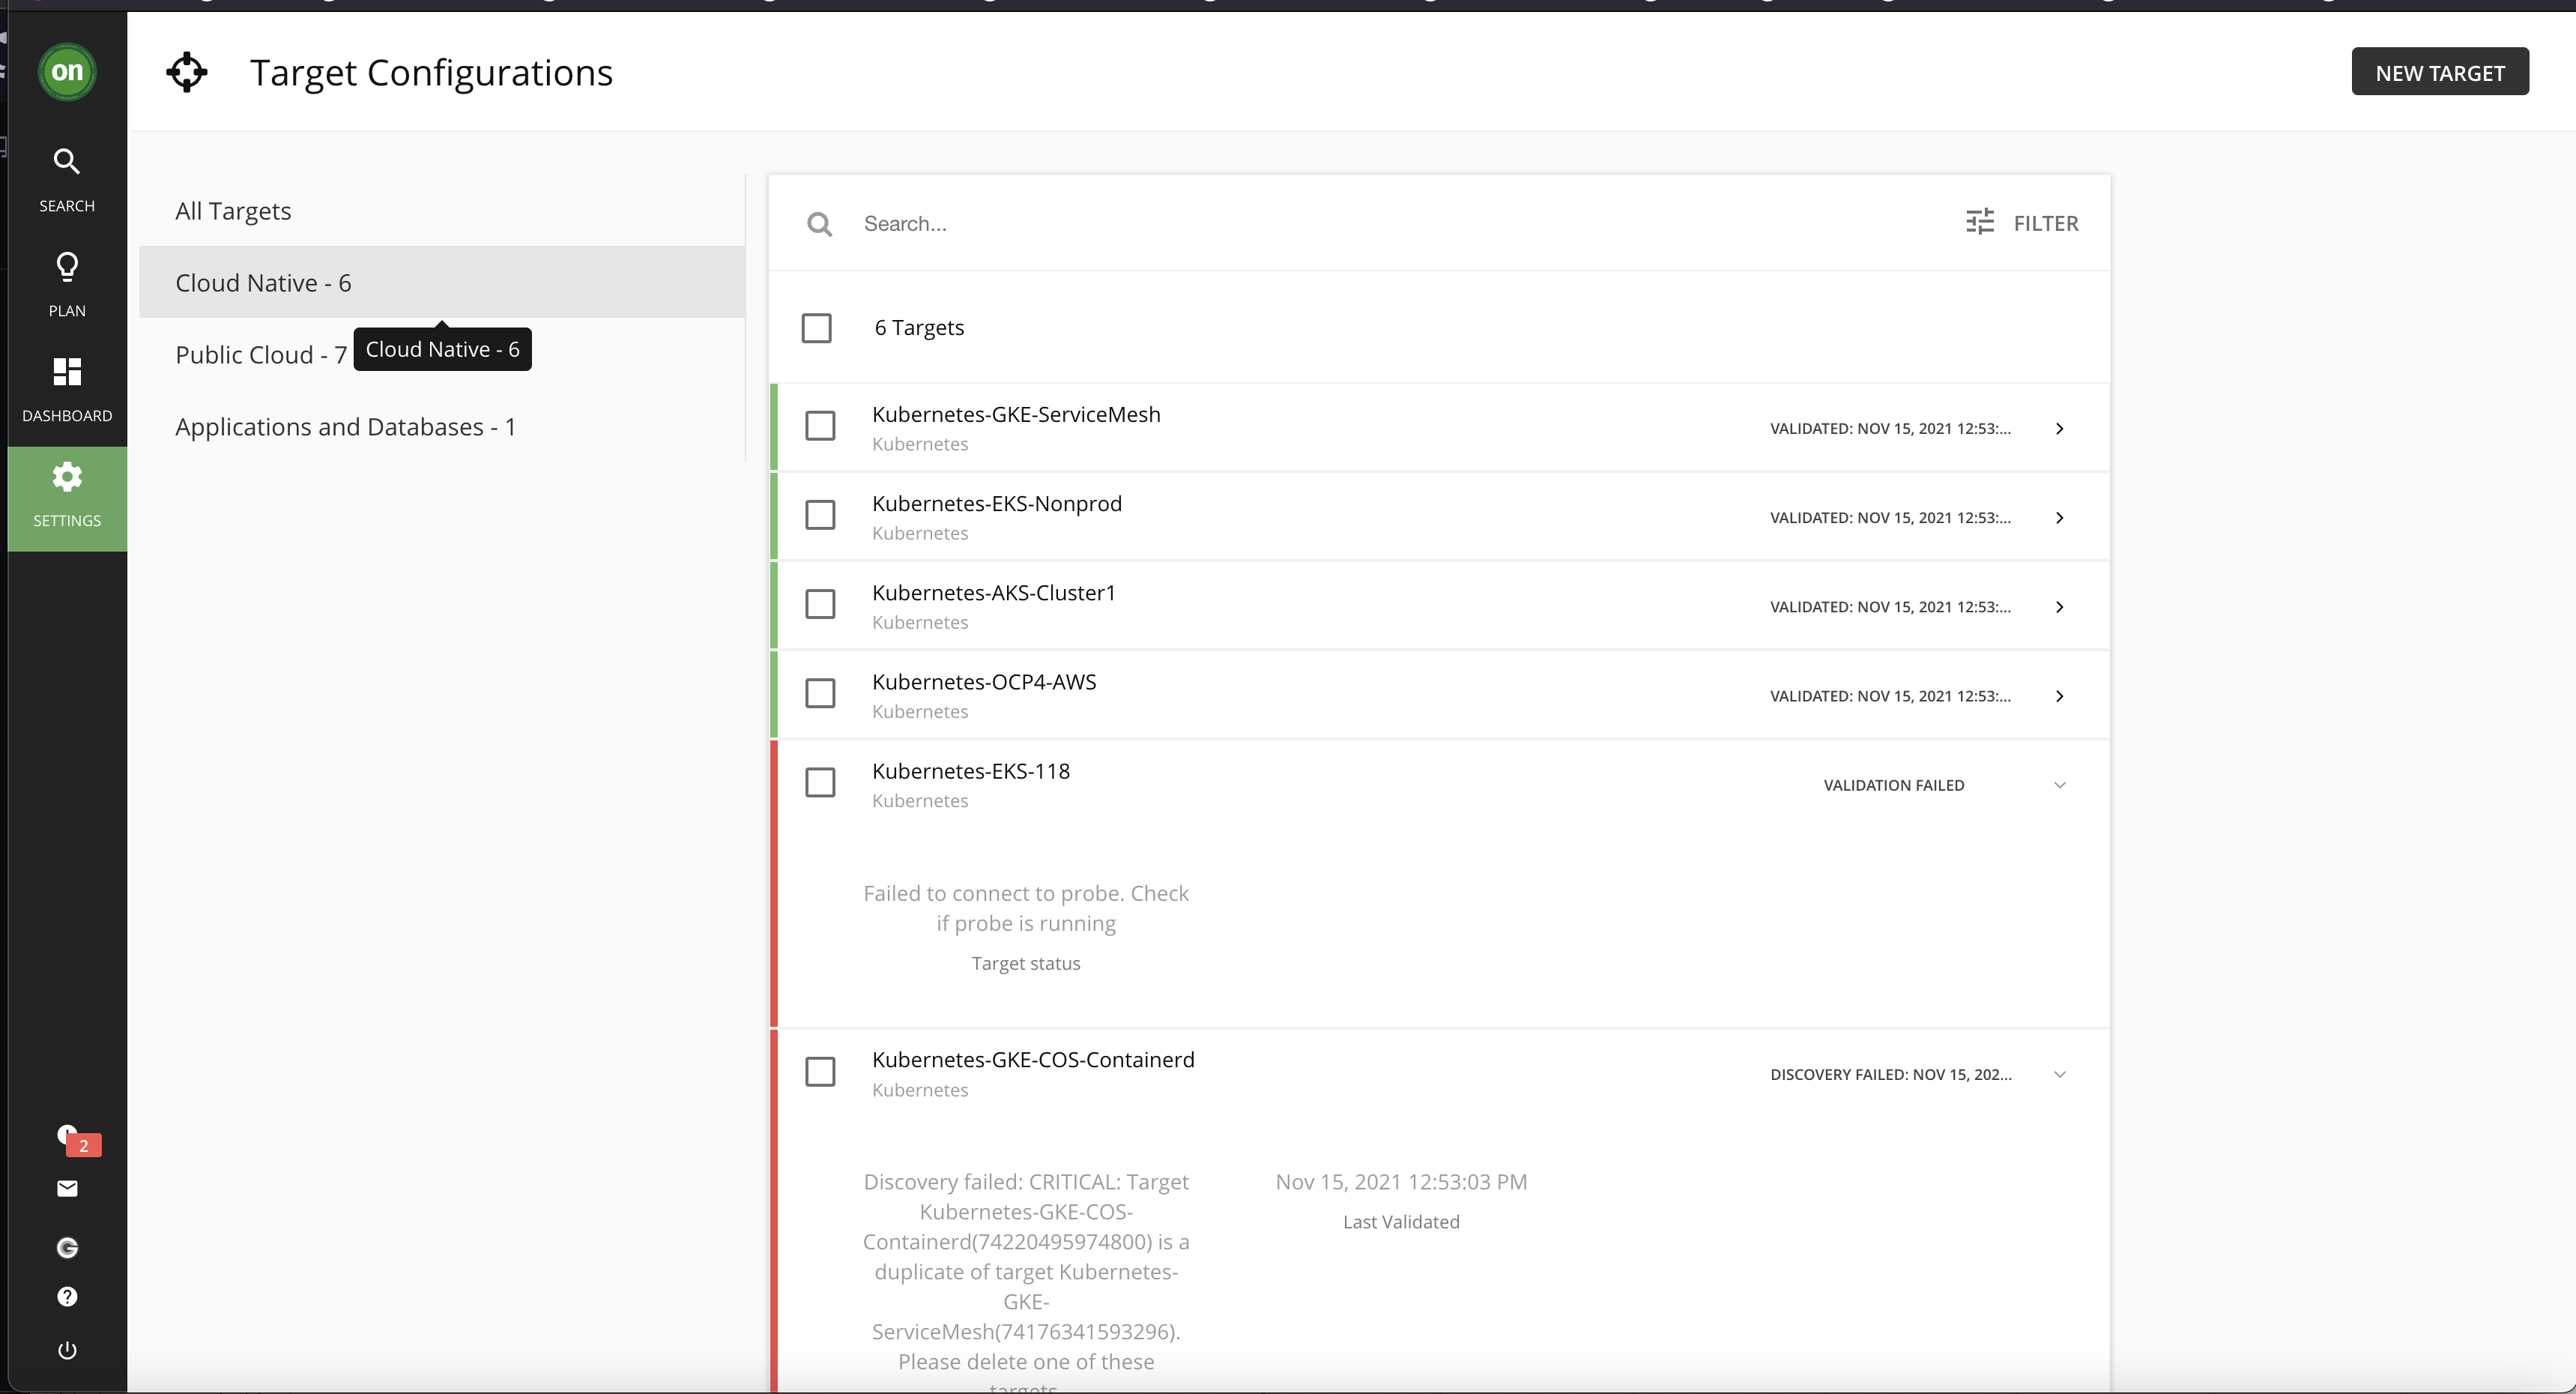 on
Target Configurations
NEW TARGET
SEARCH
PLAN
DASHBOARD
SETTINGS
2
All Targets
Cloud Native - 6
Public Cloud - 7
Cloud Native - 6
Applications and Databases - 1
Search...
FILTER
6 Targets
Kubernetes-GKE-ServiceMesh
Kubernetes
VALIDATED: NOV 15, 2021 12:53:...
Kubernetes-EKS-Nonprod
Kubernetes
VALIDATED: NOV 15, 2021 12:53:...
Kubernetes-AKS-Cluster1
Kubernetes
VALIDATED: NOV 15, 2021 12:53:...
Kubernetes-OCP4-AWS
Kubernetes
VALIDATED: NOV 15, 2021 12:53:...
Kubernetes-EKS-118
Kubernetes
VALIDATION FAILED
Failed to connect to probe. Check
if probe is running
Target status
Kubernetes-GKE-COS-Containerd
Kubernetes
DISCOVERY FAILED: NOV 15, 202...
Discovery failed: CRITICAL: Target
Kubernetes-GKE-COS-
Containerd(74220495974800) is a
duplicate of target Kubernetes-
GKE-
ServiceMesh(74176341593296).
Please delete one of these
targets
Nov 15, 2021 12:53:03 PM
Last Validated